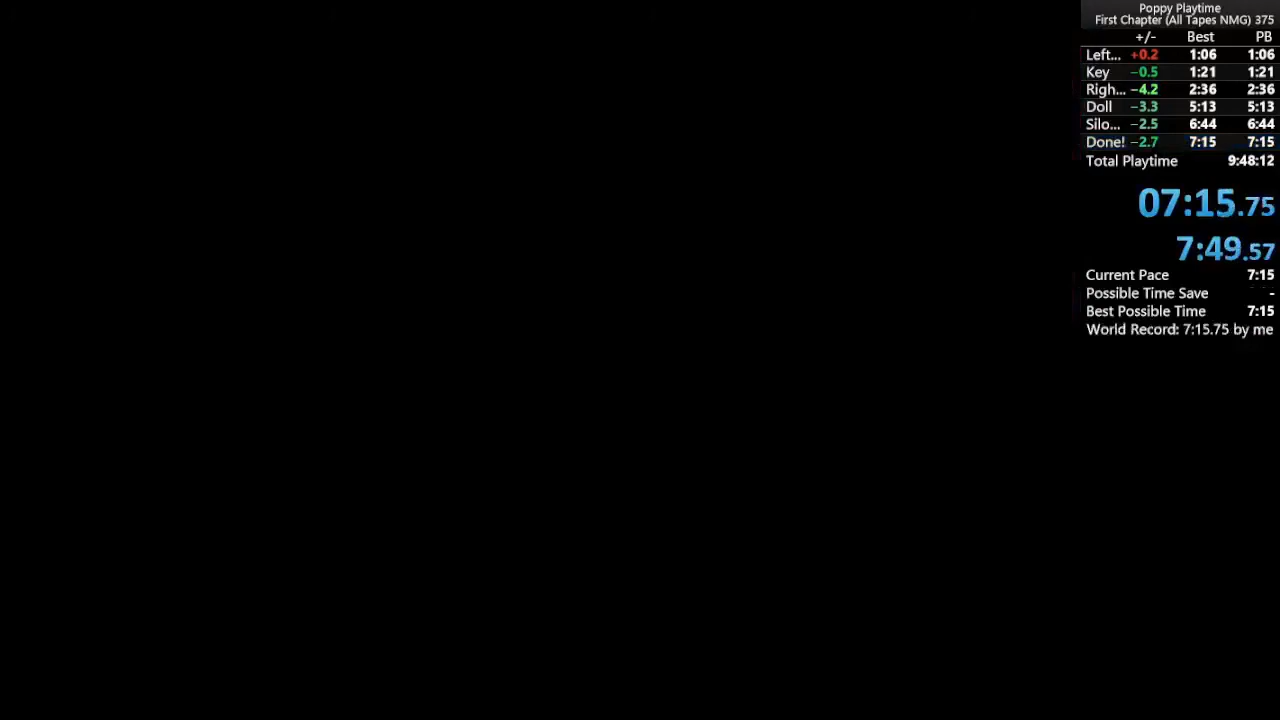 Poppy Playtime
First Chapter (All Tapes NMG) 375
+/- Best PB
Left... +0.2 1:06 1:06
Key −0.5 1:21 1:21
Righ... −4.2 2:36 2:36
Doll −3.3 5:13 5:13
Silo... −2.5 6:44 6:44
Done! −2.7 7:15 7:15
Total Playtime 9:48:12
07:15.75
7:49.57
Current Pace 7:15
Possible Time Save -
Best Possible Time 7:15
World Record: 7:15.75 by me